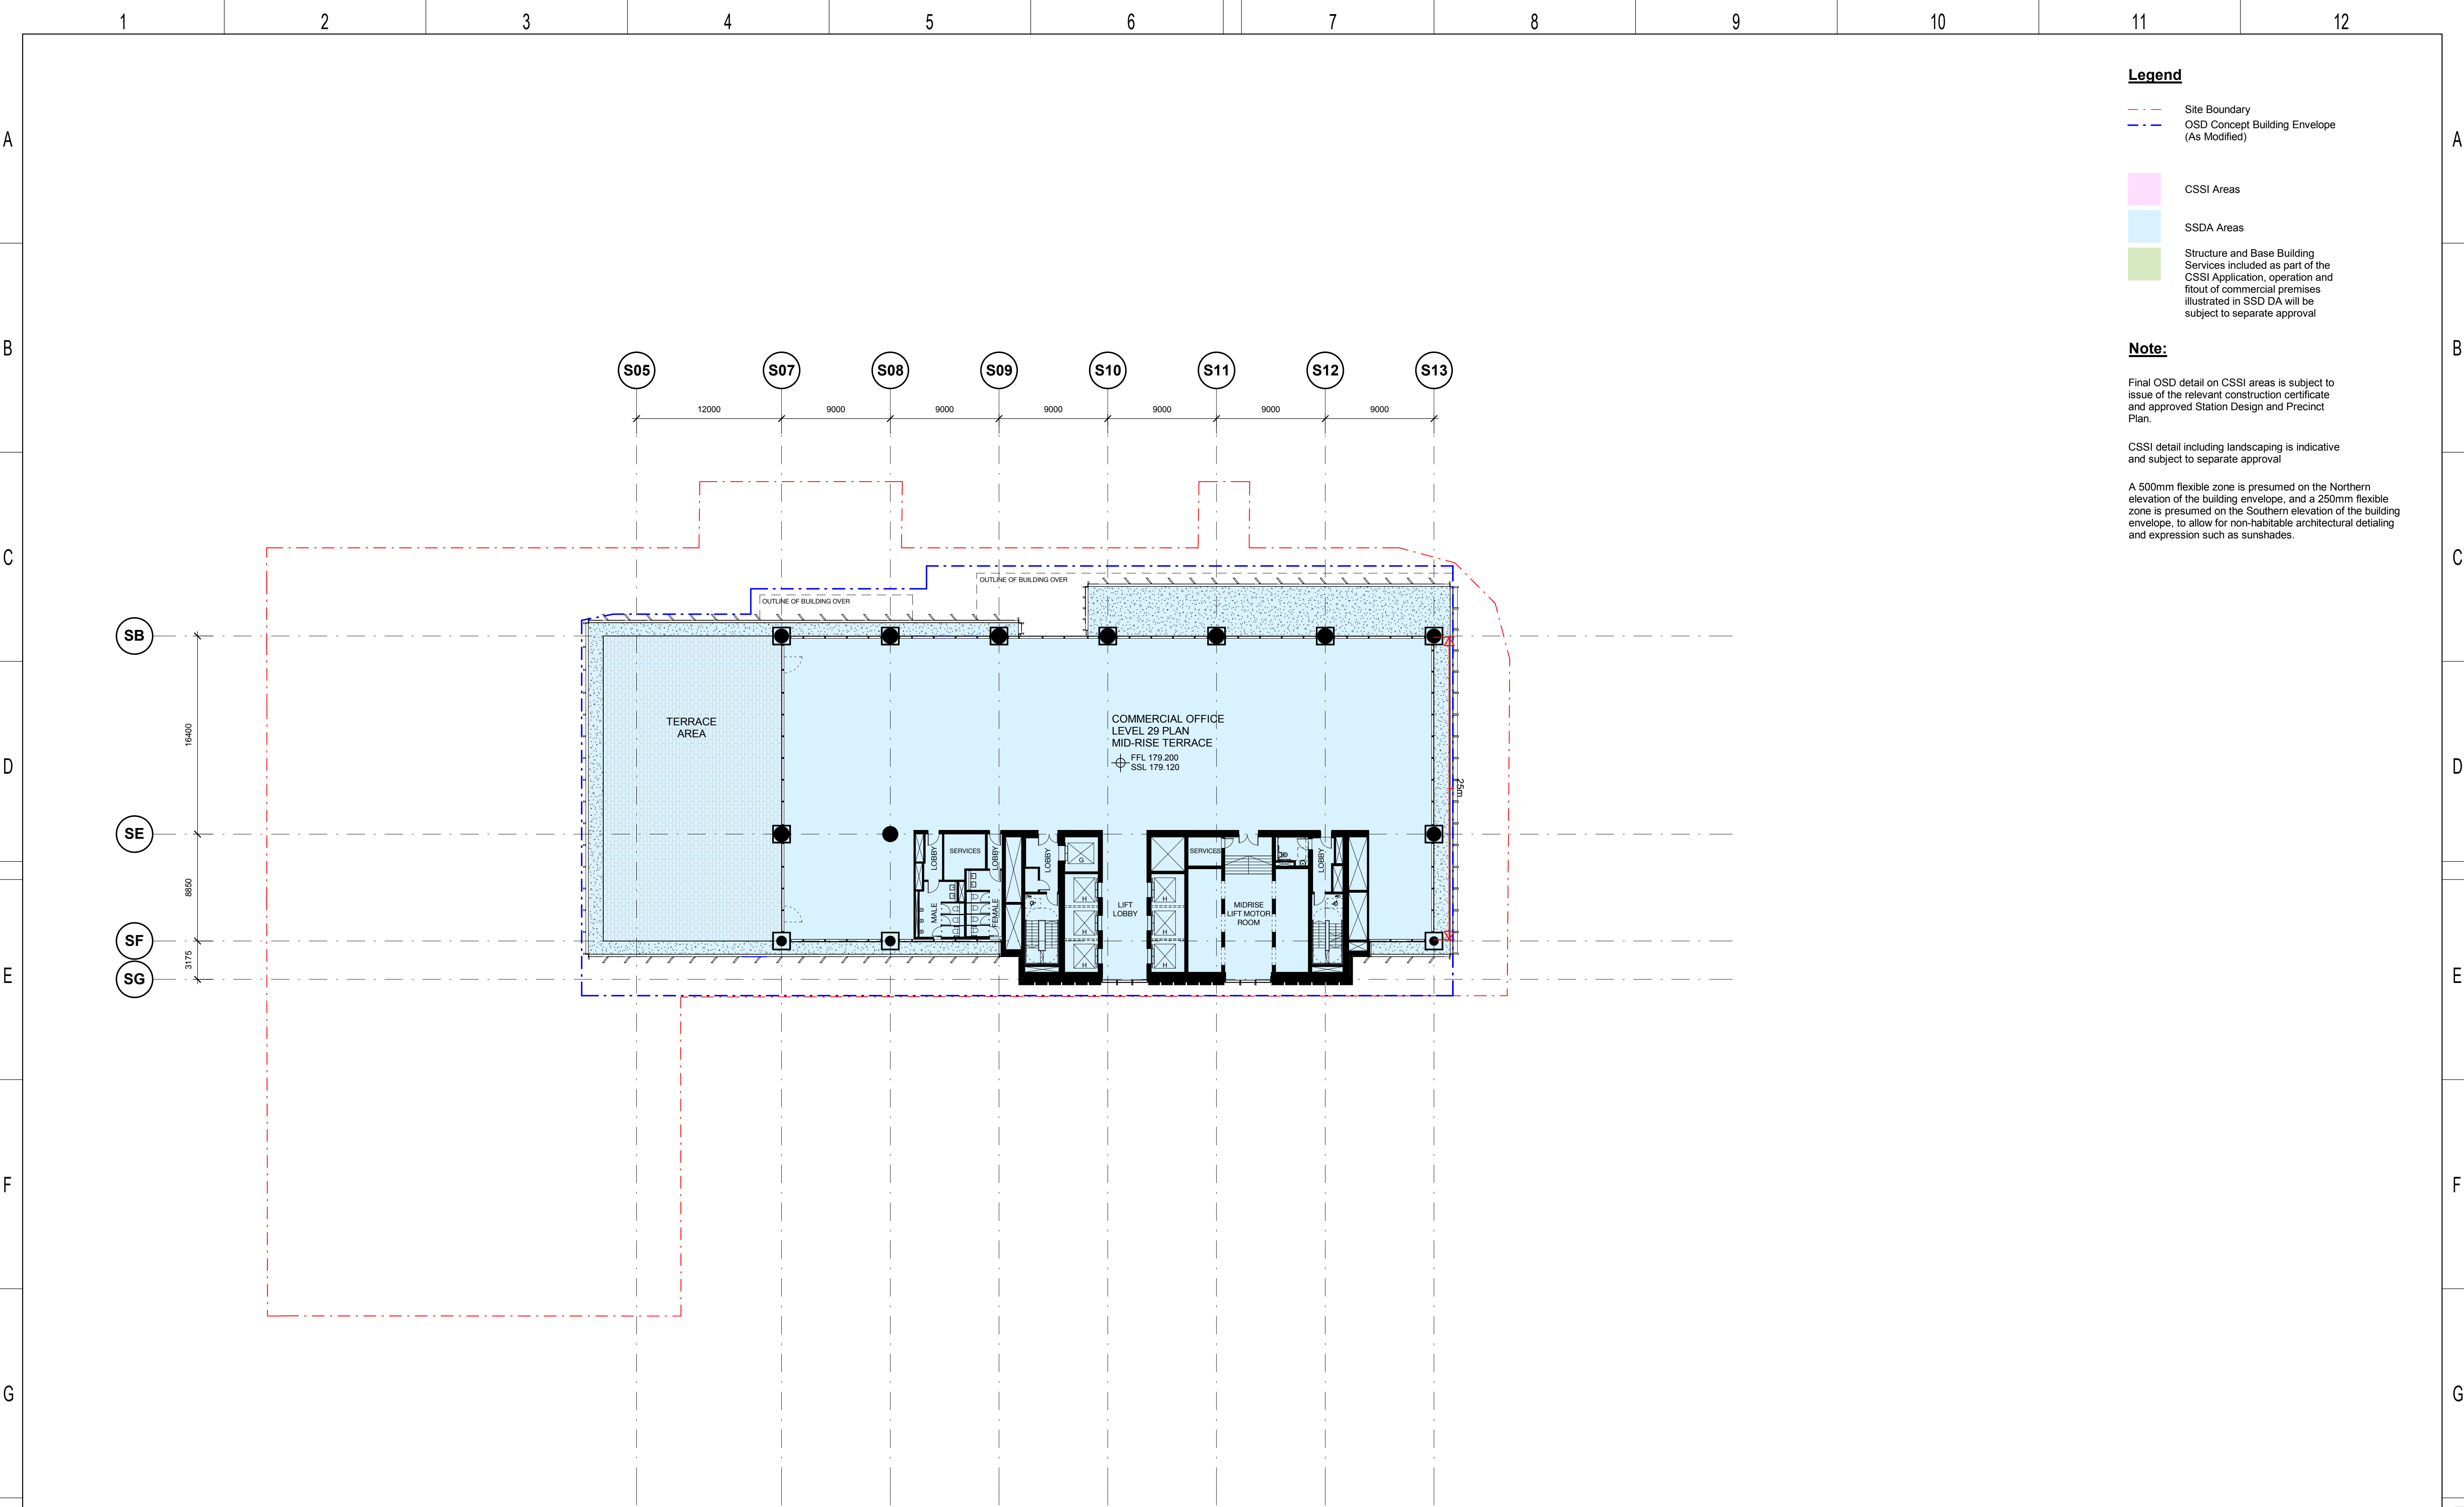 1 2 3 4 5 6 7 8 9 10 11 12
Legend
Site Boundary
OSD Concept Building Envelope
(As Modified)
CSSI Areas
SSDA Areas
Structure and Base Building
Services included as part of the
CSSI Application, operation and
fitout of commercial premises
illustrated in SSD DA will be
subject to separate approval
Note:
Final OSD detail on CSSI areas is subject to
issue of the relevant construction certificate
and approved Station Design and Precinct
Plan.
CSSI detail including landscaping is indicative
and subject to separate approval
A 500mm flexible zone is presumed on the Northern
elevation of the building envelope, and a 250mm flexible
zone is presumed on the Southern elevation of the building
envelope, to allow for non-habitable architectural detialing
and expression such as sunshades.
A A
B B
C C
D D
E E
F F
G G
S05 S07 S08 S09 S10 S11 S12 S13
12000 9000 9000 9000 9000 9000 9000
OUTLINE OF BUILDING OVER
OUTLINE OF BUILDING OVER
SB
16400
SE
8850
SF
3175
SG
TERRACE
AREA
COMMERCIAL OFFICE
LEVEL 29 PLAN
MID-RISE TERRACE
FFL 179.200
SSL 179.120
25m
LOBBY
SERVICES
LOBBY
LOBBY
G
SERVICES
LOBBY
MALE
FEMALE
H
H
H
LIFT
LOBBY
H
H
H
MIDRISE
LIFT MOTOR
ROOM